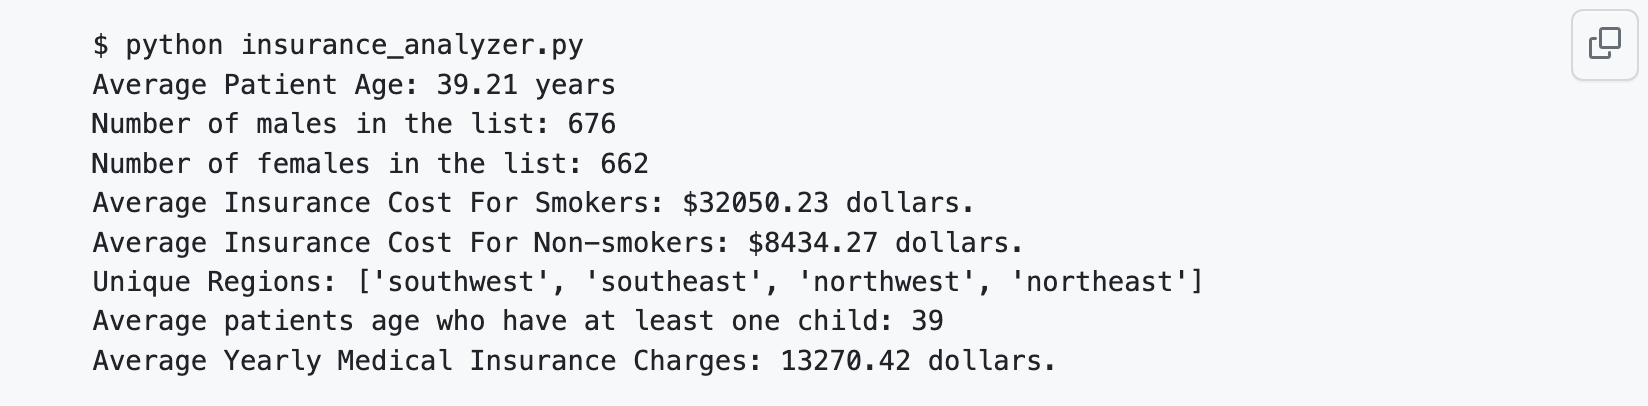 $ python insurance_analyzer.py
Average Patient Age: 39.21 years
Number of males in the list: 676
Number of females in the list: 662
Average Insurance Cost For Smokers: $32050.23 dollars.
Average Insurance Cost For Non-smokers: $8434.27 dollars.
Unique Regions: ['southwest', 'southeast', 'northwest', 'northeast']
Average patients age who have at least one child: 39
Average Yearly Medical Insurance Charges: 13270.42 dollars.